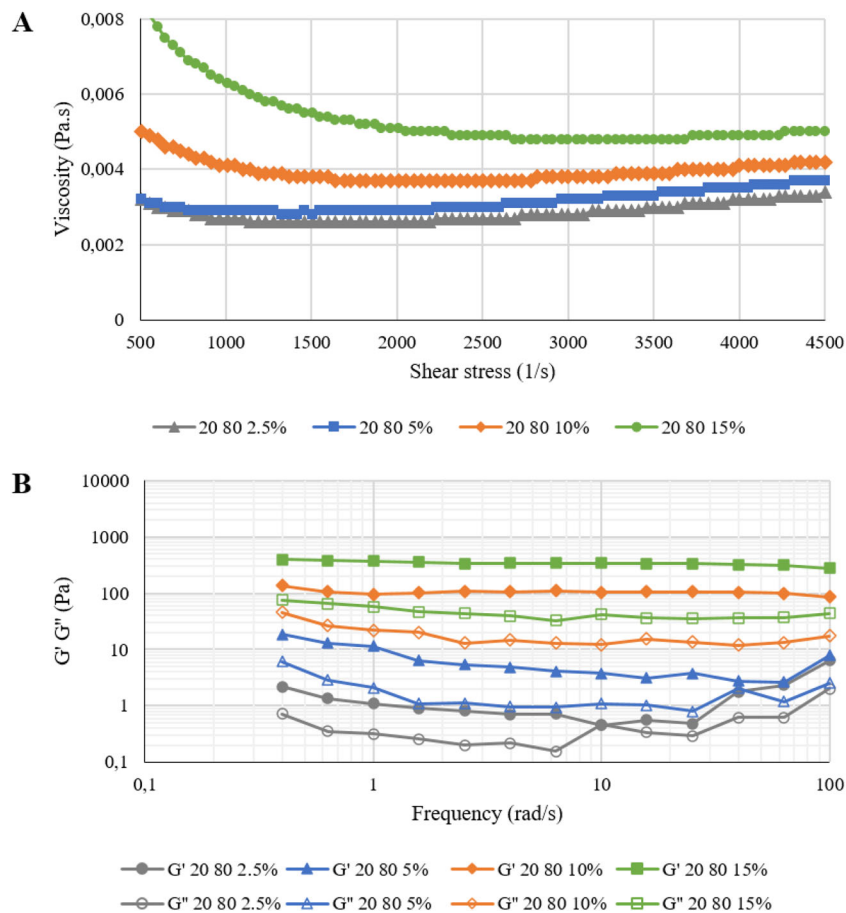 A
0,008
0,006
0,004
0,002
0
Viscosity (Pa.s)
500 1000 1500 2000 2500 3000 3500 4000 4500
Shear stress (1/s)
20 80 2.5% 20 80 5% 20 80 10% 20 80 15%
B
10000
1000
100
10
1
0,1
G' G" (Pa)
0,1 1 10 100
Frequency (rad/s)
G' 20 80 2.5% G' 20 80 5% G' 20 80 10% G' 20 80 15%
G" 20 80 2.5% G" 20 80 5% G" 20 80 10% G" 20 80 15%